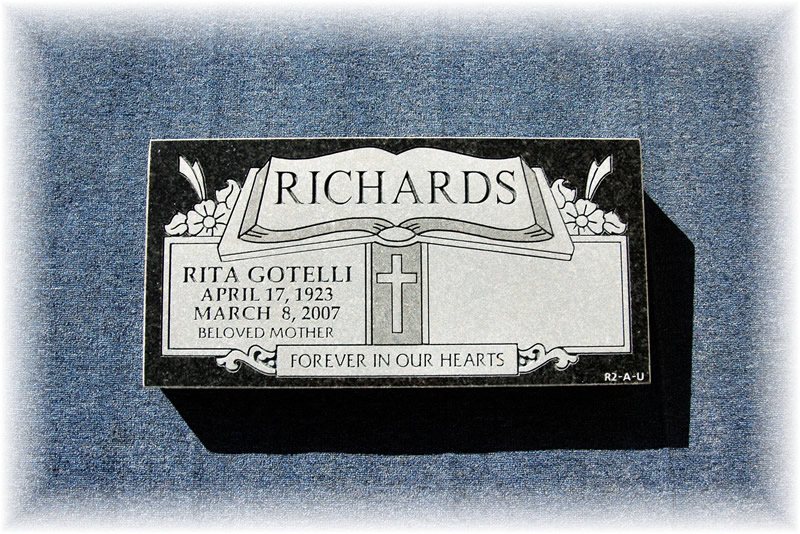 RICHARDS
RITA GOTELLI
APRIL 17, 1923
MARCH 8, 2007
BELOVED MOTHER
FOREVER IN OUR HEARTS
R2-A-U